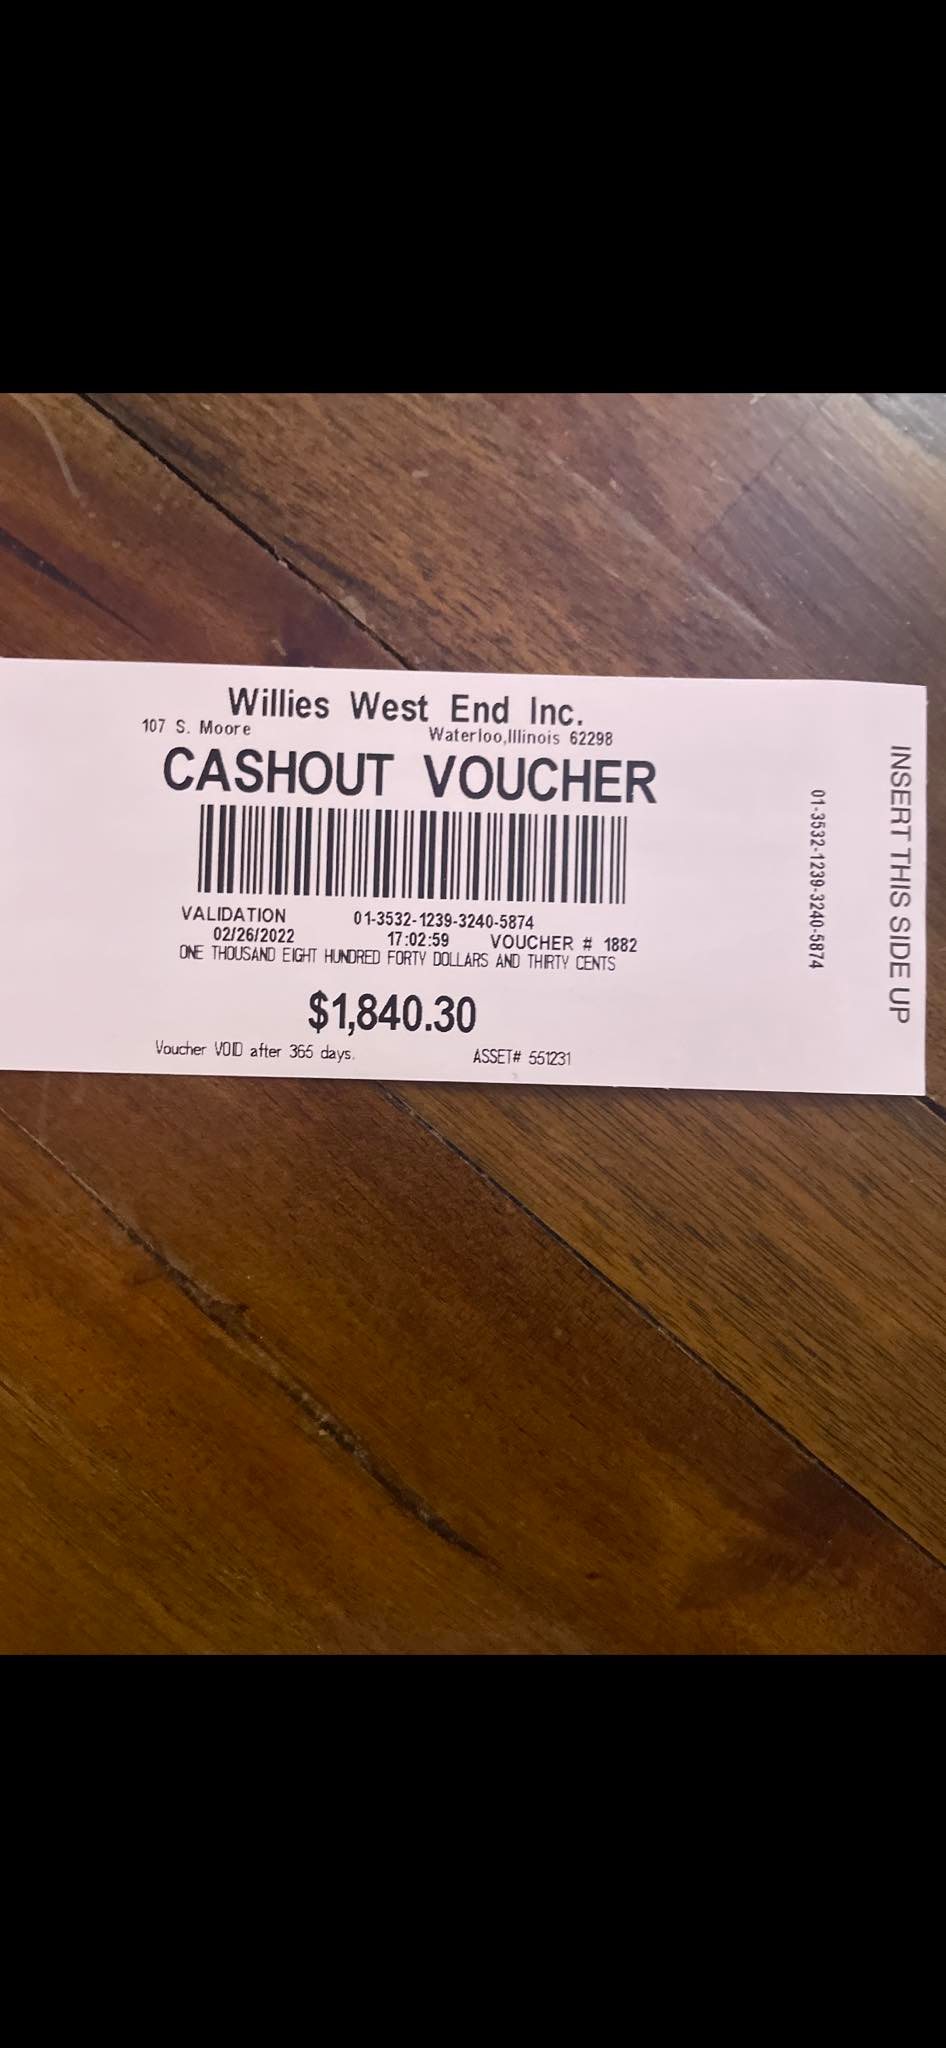 Willies West End Inc.
107 S. Moore Waterloo,Illinois 62298
CASHOUT VOUCHER
VALIDATION 01-3532-1239-3240-5874
02/26/2022 17:02:59 VOUCHER # 1882
ONE THOUSAND EIGHT HUNDRED FORTY DOLLARS AND THIRTY CENTS
$1,840.30
Voucher VOID after 365 days. ASSET# 551231
01-3532-1239-3240-5874
INSERT THIS SIDE UP